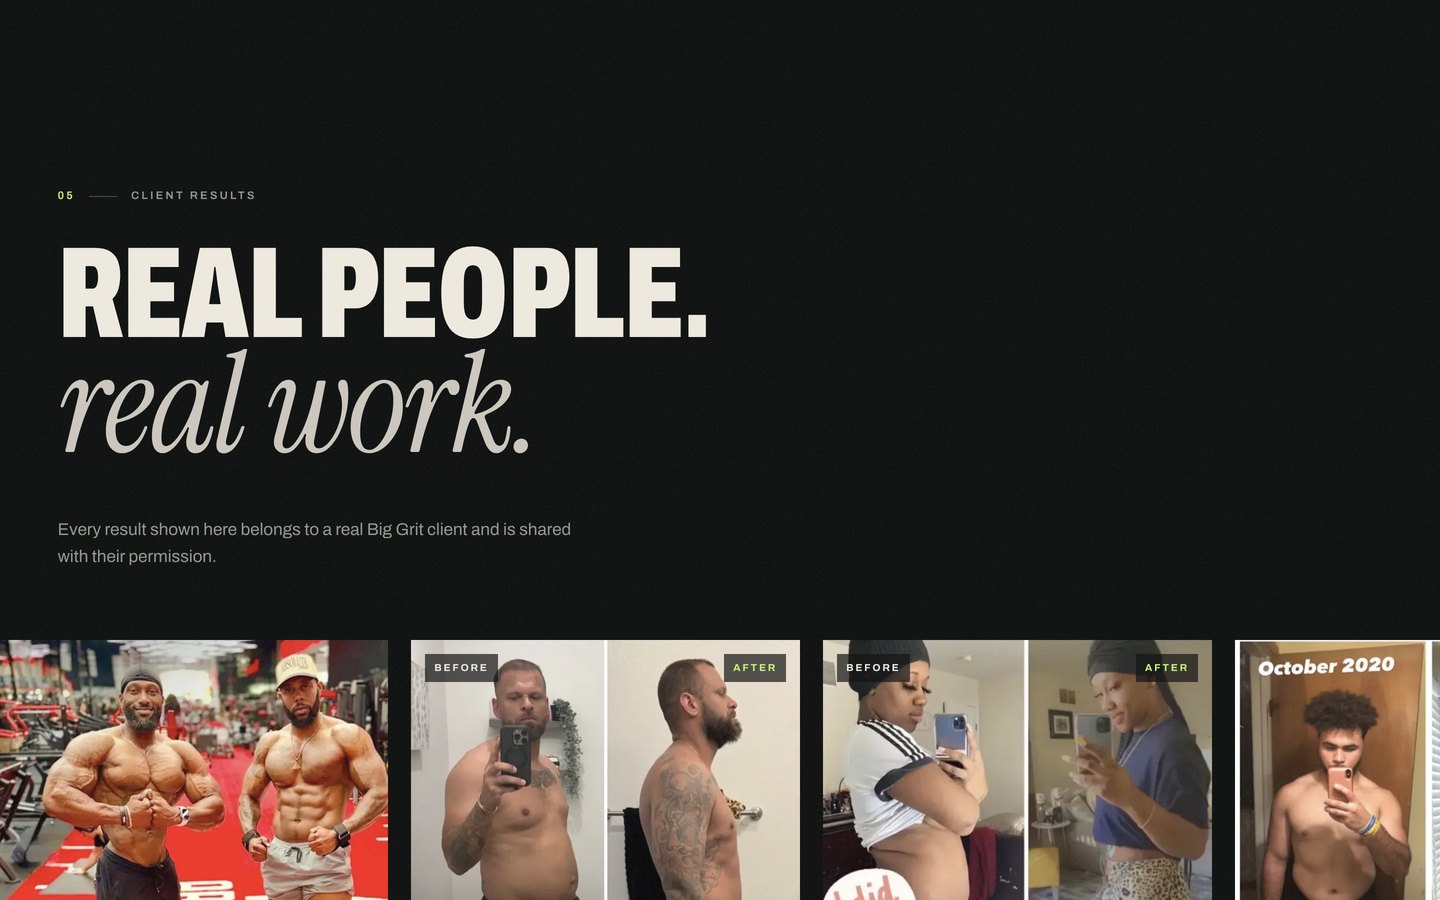 05 CLIENT RESULTS
REAL PEOPLE.
real work.
Every result shown here belongs to a real Big Grit client and is shared
with their permission.
BEFORE
AFTER
BEFORE
AFTER
October 2020
I did.